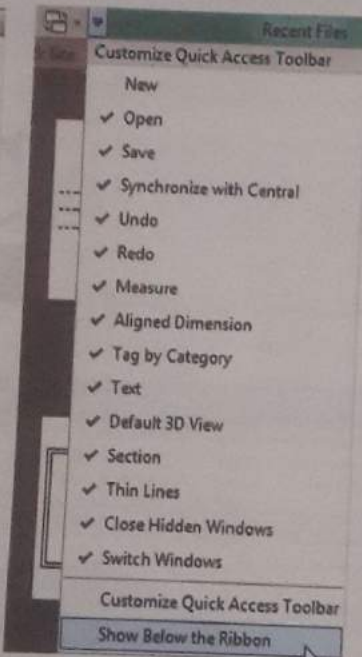 Recent Files
Customize Quick Access Toolbar
New
Open
Save
Synchronize with Central
Undo
Redo
Measure
Aligned Dimension
Tag by Category
Text
Default 3D View
Section
Thin Lines
Close Hidden Windows
Switch Windows
Customize Quick Access Toolbar
Show Below the Ribbon